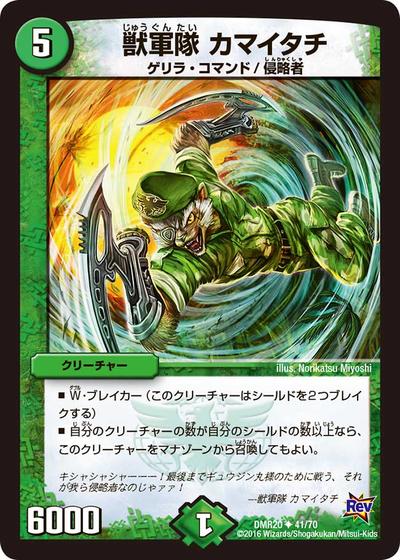 5
じゅうぐんたい
獣軍隊 カマイタチ
ゲリラ・コマンド / 侵略者
しんりゃくしゃ
クリーチャー
illus. Norikatsu Miyoshi
■ W・ブレイカー (このクリーチャーはシールドを2つブレイ
クする)
■ 自分のクリーチャーの数が自分のシールドの数以上なら、
このクリーチャーをマナゾーンから召喚してもよい。
キシャシャシャーーー!最後までギュウジン丸様のために戦う、それ
が我ら侵略者なのじゃァァ!
―獣軍隊 カマイタチ
6000
1
Rev
DMR20 ◆ 41/70
©2016 Wizards/Shogakukan/Mitsui-Kids